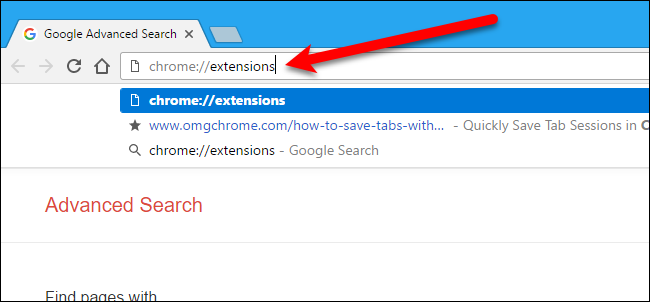 Google Advanced Search
chrome://extensions
chrome://extensions
www.omgchrome.com/how-to-save-tabs-with... - Quickly Save Tab Sessions in
chrome://extensions - Google Search
Advanced Search
Find pages with